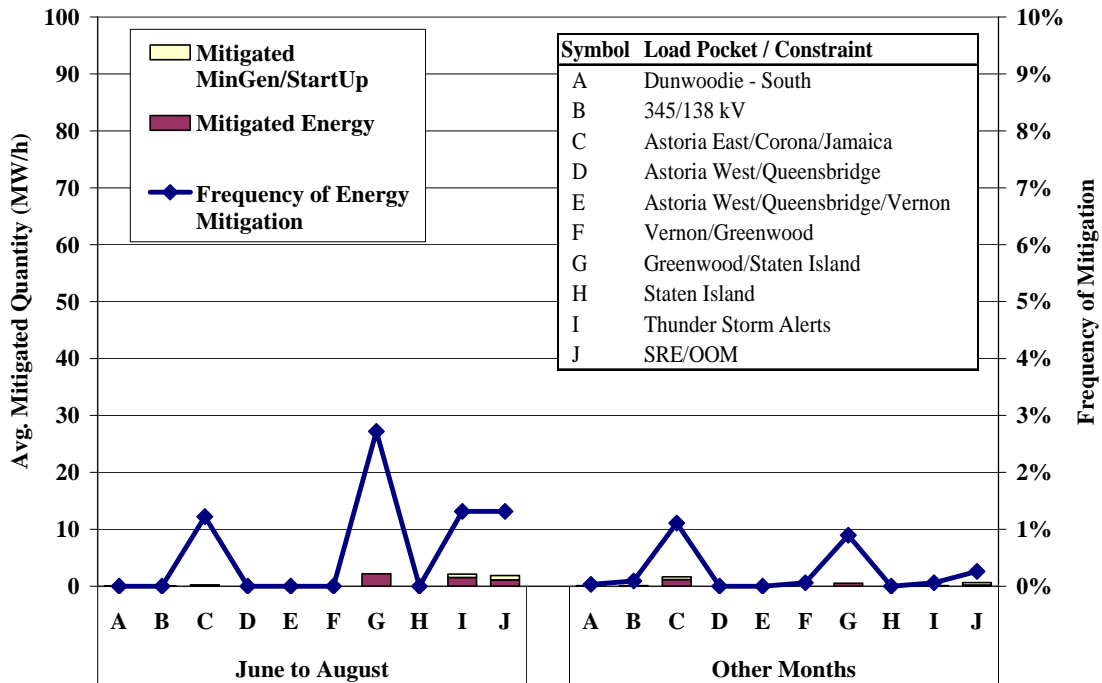 Avg. Mitigated Quantity (MW/h)
100
90
80
70
60
50
40
30
20
10
0
Mitigated
MinGen/StartUp
Mitigated Energy
Frequency of Energy
Mitigation
Symbol Load Pocket / Constraint
A Dunwoodie - South
B 345/138 kV
C Astoria East/Corona/Jamaica
D Astoria West/Queensbridge
E Astoria West/Queensbridge/Vernon
F Vernon/Greenwood
G Greenwood/Staten Island
H Staten Island
I Thunder Storm Alerts
J SRE/OOM
10%
9%
8%
7%
6%
5%
4%
3%
2%
1%
0%
Frequency of Mitigation
A B C D E F G H I J A B C D E F G H I J
June to August Other Months